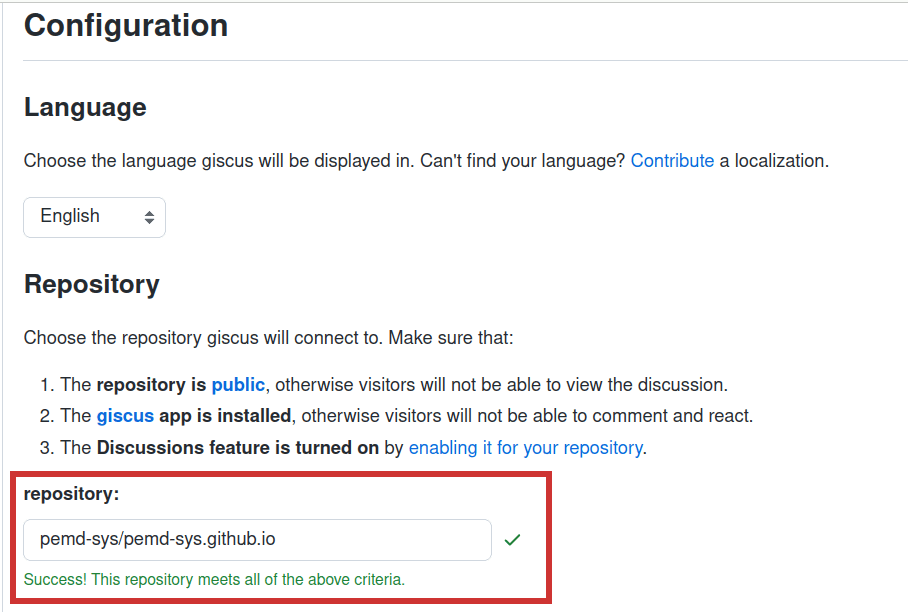 Configuration
Language
Choose the language giscus will be displayed in. Can't find your language? Contribute a localization.
English
Repository
Choose the repository giscus will connect to. Make sure that:
1. The repository is public, otherwise visitors will not be able to view the discussion.
2. The giscus app is installed, otherwise visitors will not be able to comment and react.
3. The Discussions feature is turned on by enabling it for your repository.
repository:
pemd-sys/pemd-sys.github.io
Success! This repository meets all of the above criteria.